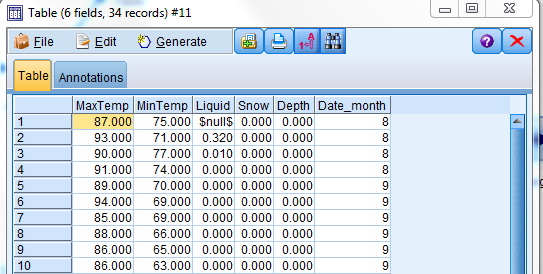 Table (6 fields, 34 records) #11
File Edit Generate
Table Annotations
MaxTemp MinTemp Liquid Snow Depth Date_month
1 87.000 75.000 $null$ 0.000 0.000 8
2 93.000 71.000 0.320 0.000 0.000 8
3 90.000 77.000 0.010 0.000 0.000 8
4 91.000 74.000 0.000 0.000 0.000 8
5 89.000 70.000 0.000 0.000 0.000 9
6 94.000 69.000 0.000 0.000 0.000 9
7 85.000 69.000 0.000 0.000 0.000 9
8 88.000 66.000 0.000 0.000 0.000 9
9 86.000 65.000 0.000 0.000 0.000 9
10 86.000 63.000 0.000 0.000 0.000 9